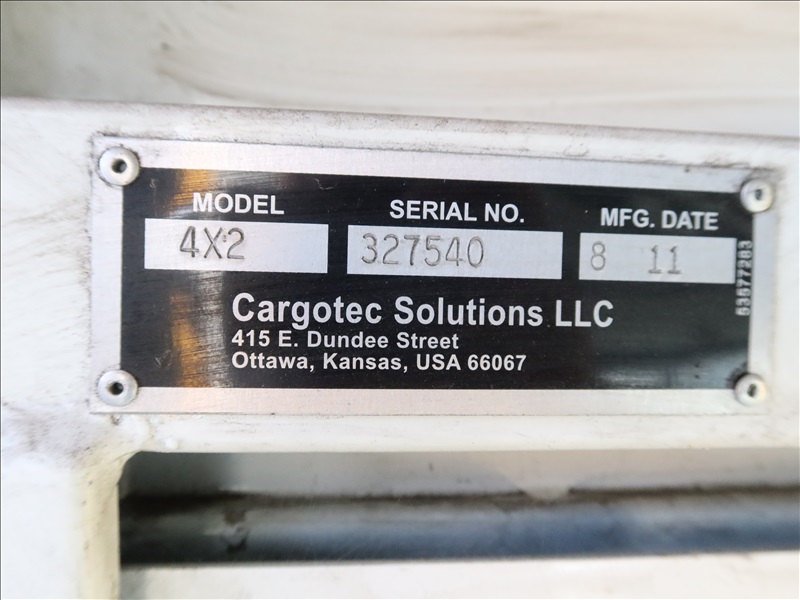 MODEL SERIAL NO. MFG. DATE
4X2 327540 8 11
Cargotec Solutions LLC
415 E. Dundee Street
Ottawa, Kansas, USA 66067
53577283